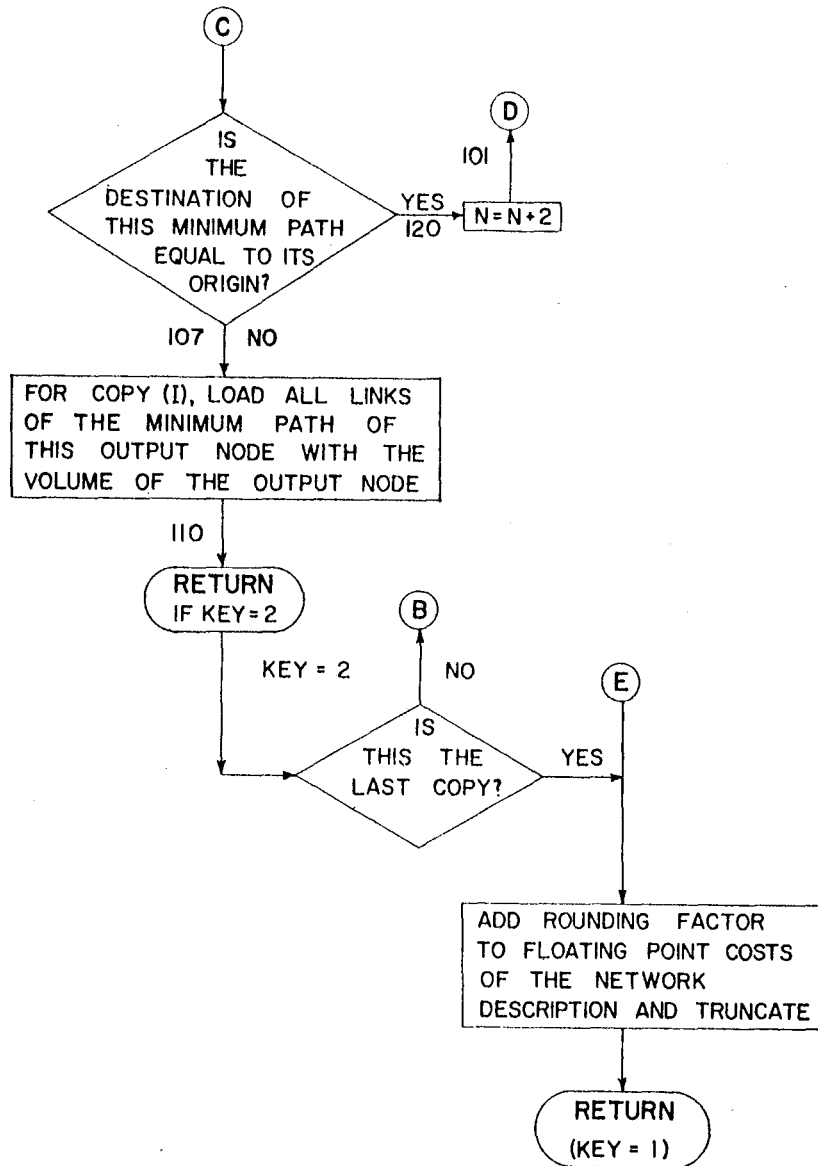 C
IS
THE
DESTINATION OF
THIS MINIMUM PATH
EQUAL TO ITS
ORIGIN?
YES
120
N=N+2
101
D
107 NO
FOR COPY (I), LOAD ALL LINKS
OF THE MINIMUM PATH OF
THIS OUTPUT NODE WITH THE
VOLUME OF THE OUTPUT NODE
110
RETURN
IF KEY=2
KEY = 2
B
NO
IS
THIS THE
LAST COPY?
YES
E
ADD ROUNDING FACTOR
TO FLOATING POINT COSTS
OF THE NETWORK
DESCRIPTION AND TRUNCATE
RETURN
(KEY = 1)